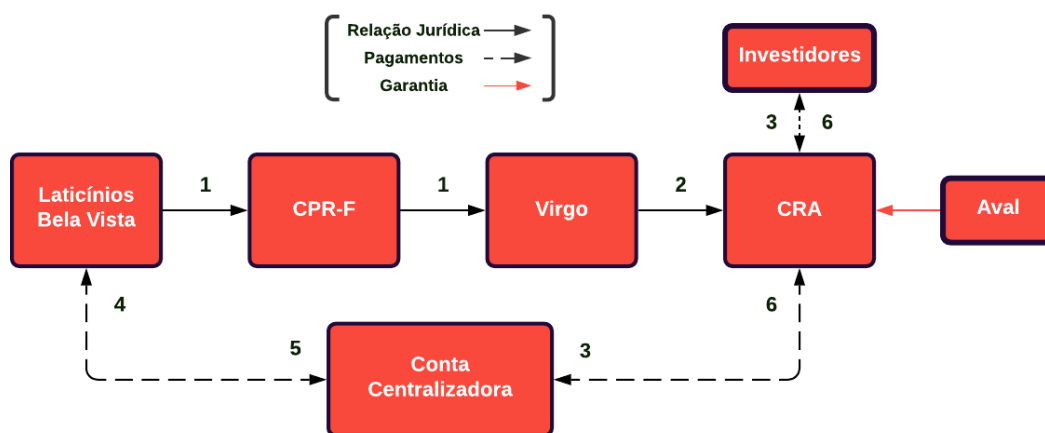 Relação Jurídica
Pagamentos
Garantia
Investidores
3 6
Laticínios
Bela Vista
1
CPR-F
1
Virgo
2
CRA
Aval
4
6
5
3
Conta
Centralizadora